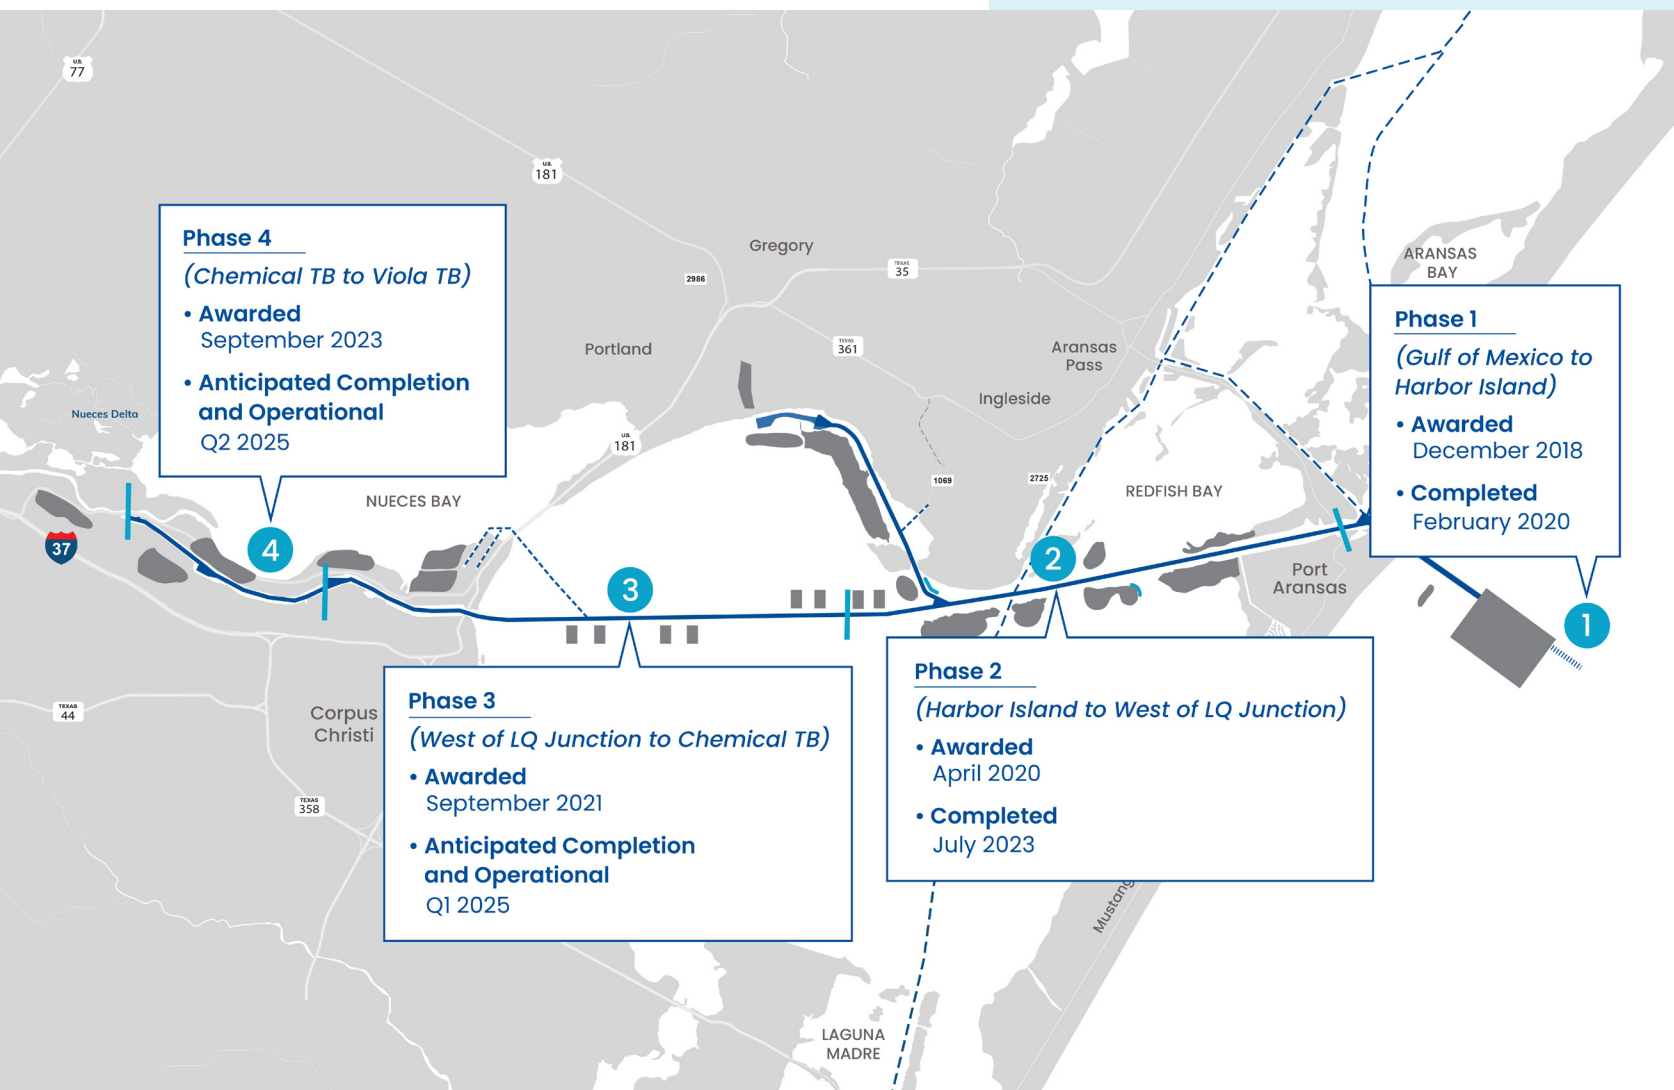 U.S.
77
U.S.
181
Phase 4
(Chemical TB to Viola TB)
• Awarded
September 2023
• Anticipated Completion
and Operational
Q2 2025
Gregory
2986
TEXAS
35
ARANSAS
BAY
Phase 1
(Gulf of Mexico to
Harbor Island)
• Awarded
December 2018
• Completed
February 2020
Portland
TEXAS
361
Aransas
Pass
Ingleside
Nueces Delta
U.S.
181
NUECES BAY
1069
2725
REDFISH BAY
37
4
3
2
1
Port
Aransas
Phase 3
(West of LQ Junction to Chemical TB)
• Awarded
September 2021
• Anticipated Completion
and Operational
Q1 2025
Phase 2
(Harbor Island to West of LQ Junction)
• Awarded
April 2020
• Completed
July 2023
TEXAS
44
Corpus
Christi
TEXAS
358
Mustang
LAGUNA
MADRE